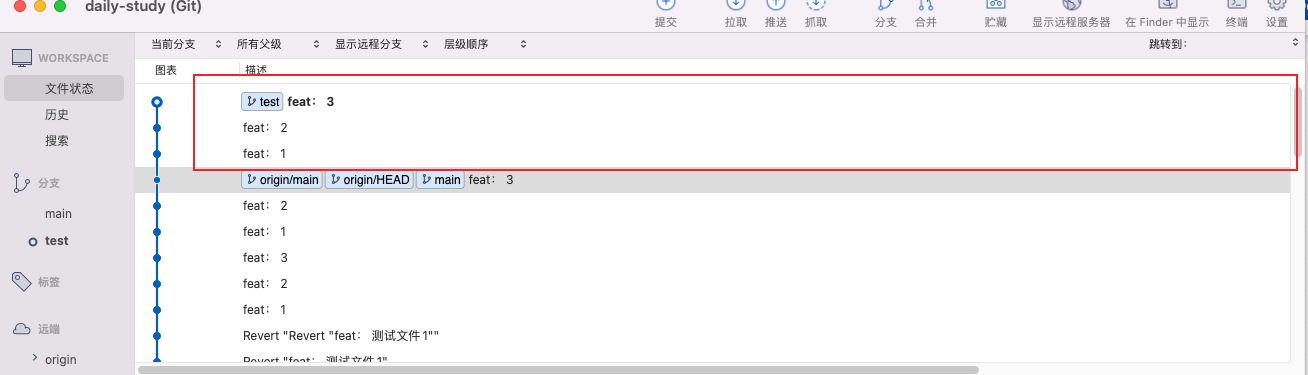 daily-study (Git)
提交 拉取 推送 抓取 分支 合并 贮藏 显示远程服务器 在 Finder 中显示 终端 设置
当前分支 所有父级 显示远程分支 层级顺序 跳转到:
WORKSPACE
文件状态
历史
搜索
分支
main
test
标签
远端
origin
图表 描述
test feat： 3
feat： 2
feat： 1
origin/main origin/HEAD main feat： 3
feat： 2
feat： 1
feat： 3
feat： 2
feat： 1
Revert "Revert "feat： 测试文件1""
Revert "feat： 测试文件1"